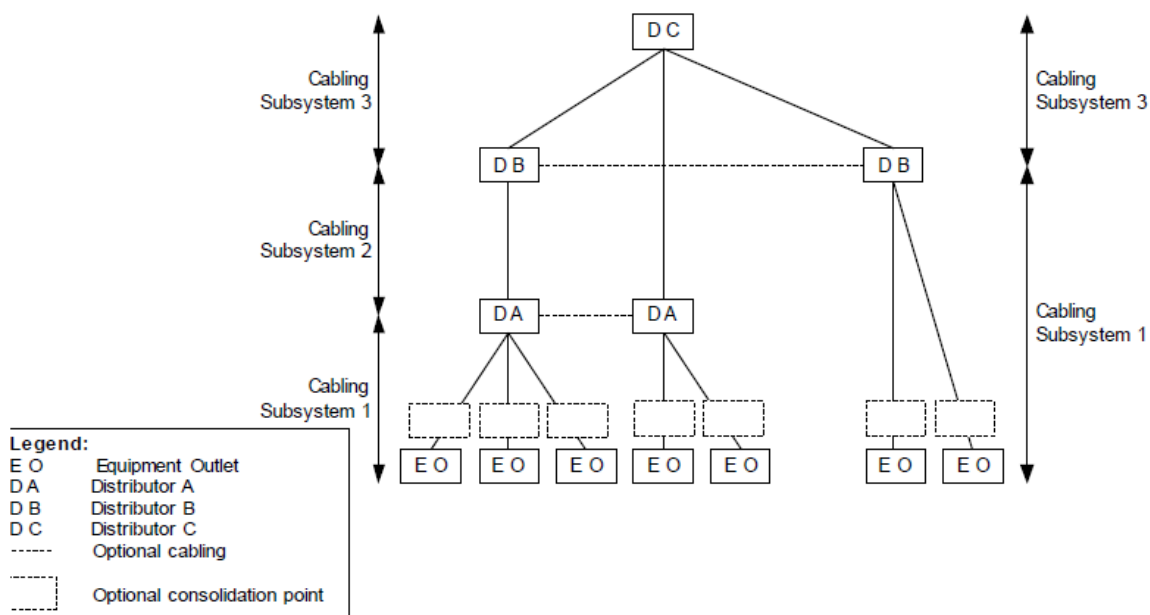 D C
Cabling
Subsystem 3
Cabling
Subsystem 3
D B
D B
Cabling
Subsystem 2
D A
D A
Cabling
Subsystem 1
Cabling
Subsystem 1
E O
E O
E O
E O
E O
E O
E O
Legend:
E O Equipment Outlet
D A Distributor A
D B Distributor B
D C Distributor C
Optional cabling
Optional consolidation point